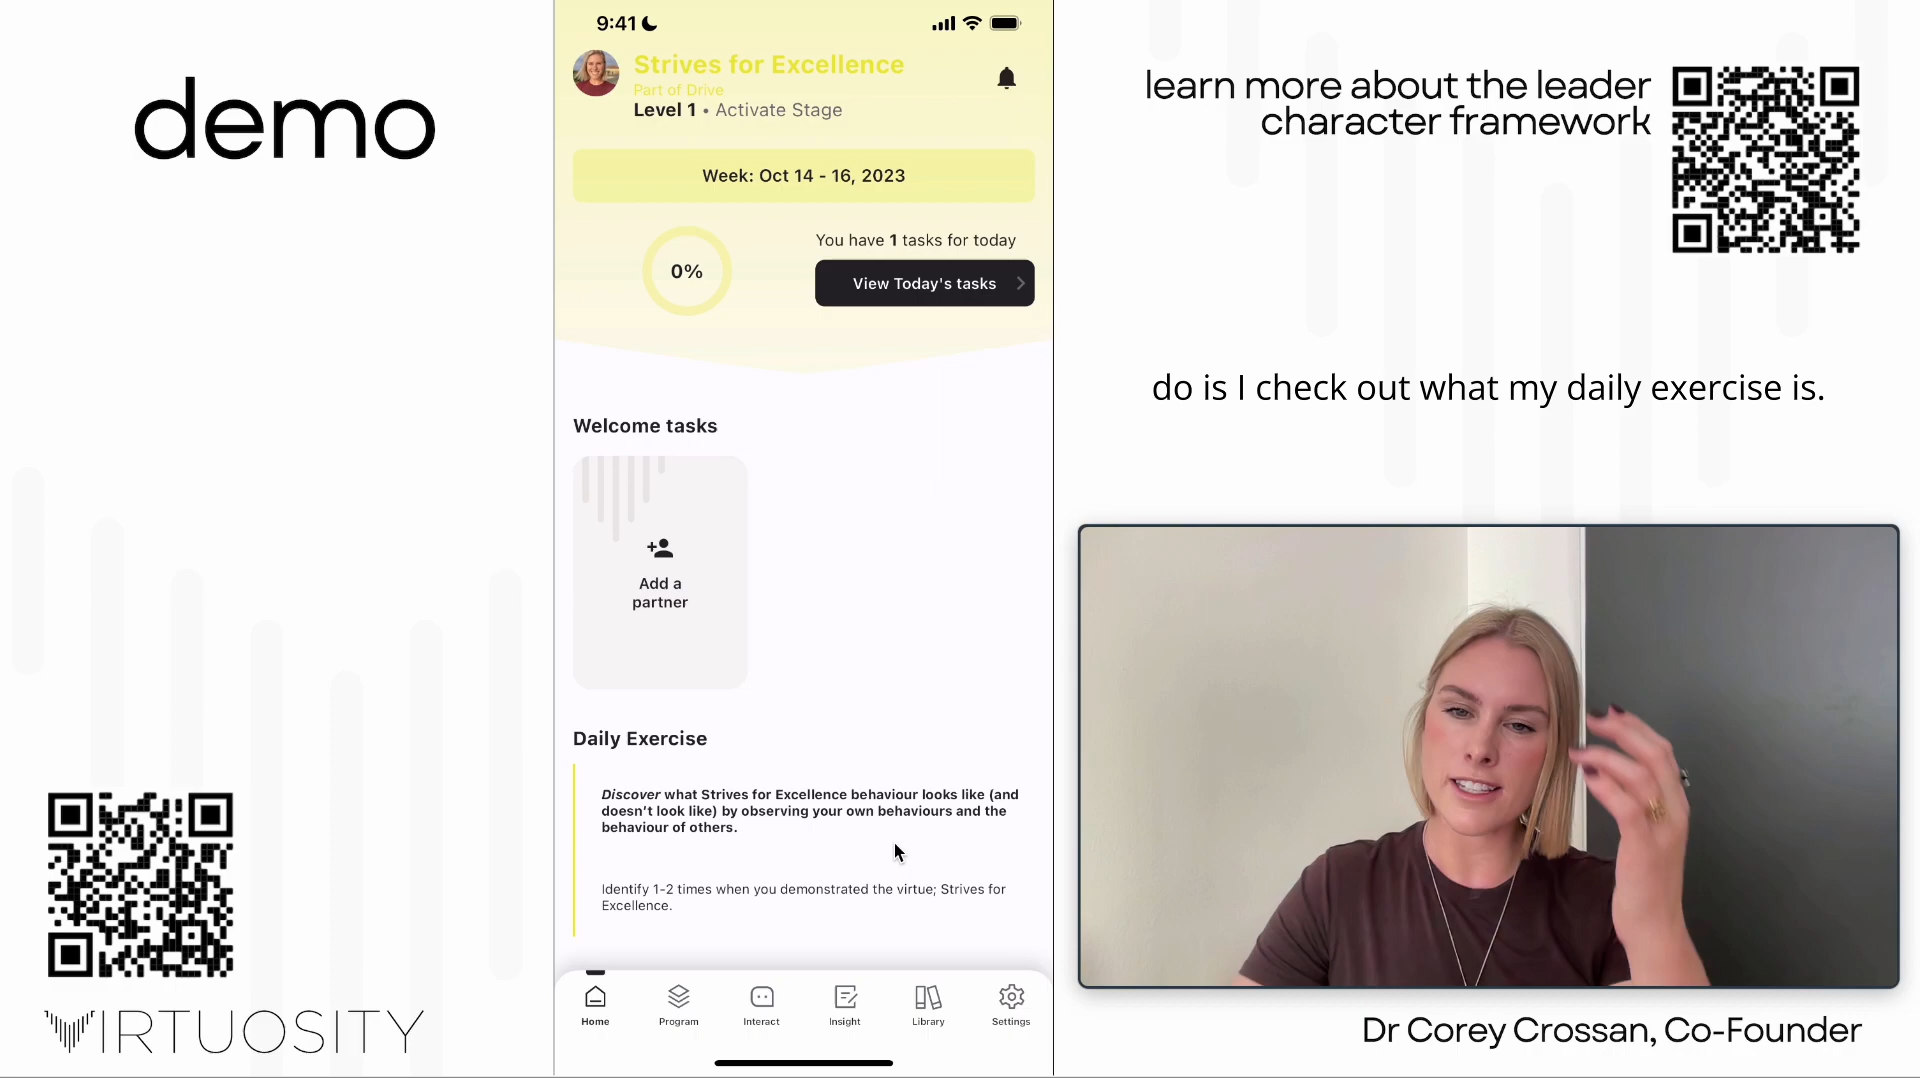 demo
VIRTUOSITY
9:41
Strives for Excellence
Part of Drive
Level 1 • Activate Stage
Week: Oct 14 - 16, 2023
0%
You have 1 tasks for today
View Today's tasks
Welcome tasks
Add a
partner
Daily Exercise
Discover what Strives for Excellence behaviour looks like (and
doesn't look like) by observing your own behaviours and the
behaviour of others.
Identify 1-2 times when you demonstrated the virtue; Strives for
Excellence.
Home
Program
Interact
Insight
Library
Settings
learn more about the leader
character framework
do is I check out what my daily exercise is.
Dr Corey Crossan, Co-Founder